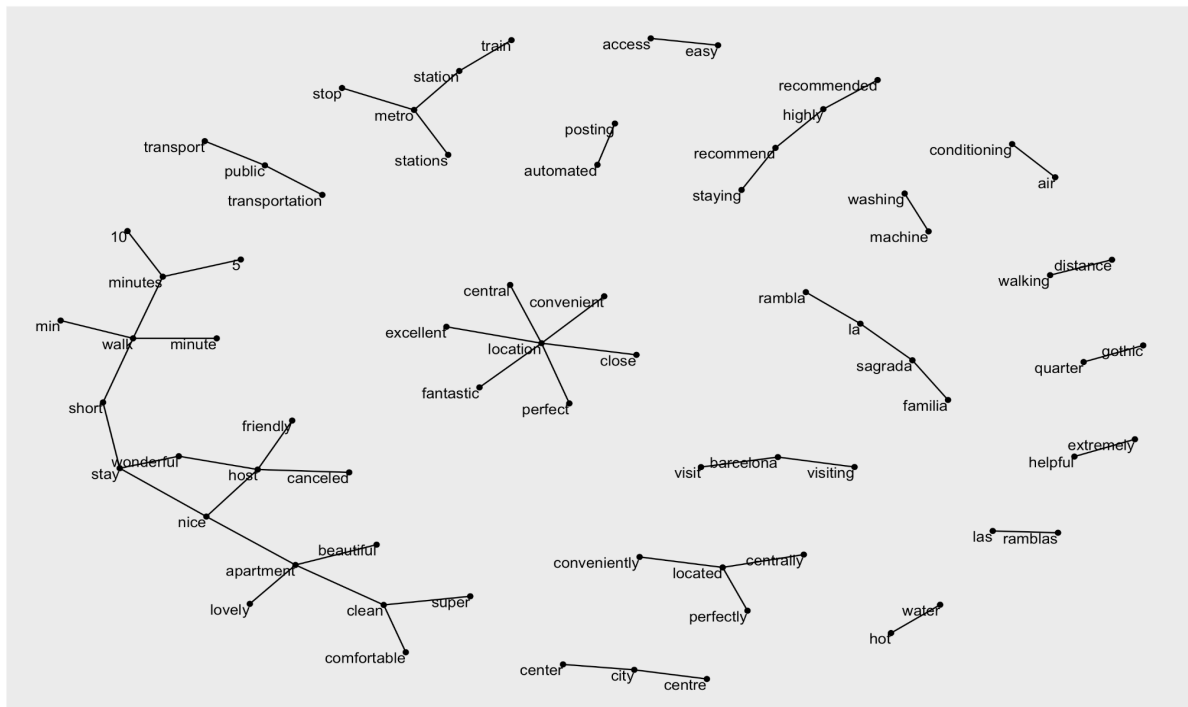 train
access
easy
station
stop
metro
recommended
highly
posting
transport
public
stations
automated
recommend
conditioning
air
staying
washing
transportation
machine
10
5
minutes
distance
walking
central
convenient
rambla
min
walk
minute
excellent
location
close
la
sagrada
gothic
quarter
fantastic
perfect
familia
short
friendly
wonderful
stay
host
canceled
visit
barcelona
visiting
extremely
helpful
nice
las
ramblas
beautiful
apartment
conveniently
located
centrally
lovely
clean
super
perfectly
water
hot
comfortable
center
city
centre